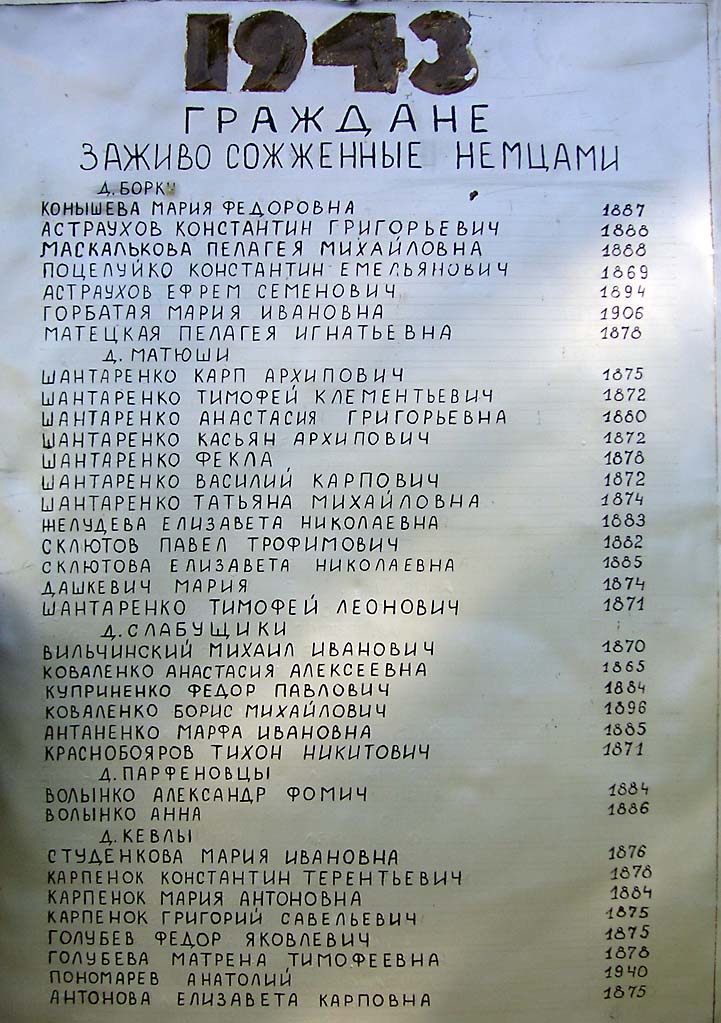 1943
ГРАЖДАНЕ
ЗАЖИВО СОЖЖЕННЫЕ НЕМЦАМИ
Д. БОРКИ
КОНЫШЕВА МАРИЯ ФЕДОРОВНА 1887
АСТРАУХОВ КОНСТАНТИН ГРИГОРЬЕВИЧ 1888
МАСКАЛЬКОВА ПЕЛАГЕЯ МИХАЙЛОВНА 1888
ПОЦЕЛУЙКО КОНСТАНТИН ЕМЕЛЬЯНОВИЧ 1869
АСТРАУХОВ ЕФРЕМ СЕМЕНОВИЧ 1894
ГОРБАТАЯ МАРИЯ ИВАНОВНА 1906
МАТЕЦКАЯ ПЕЛАГЕЯ ИГНАТЬЕВНА 1878
Д. МАТЮШИ
ШАНТАРЕНКО КАРП АРХИПОВИЧ 1875
ШАНТАРЕНКО ТИМОФЕЙ КЛЕМЕНТЬЕВИЧ 1872
ШАНТАРЕНКО АНАСТАСИЯ ГРИГОРЬЕВНА 1880
ШАНТАРЕНКО КАСЬЯН АРХИПОВИЧ 1872
ШАНТАРЕНКО ФЕКЛА 1878
ШАНТАРЕНКО ВАСИЛИЙ КАРПОВИЧ 1872
ШАНТАРЕНКО ТАТЬЯНА МИХАЙЛОВНА 1874
ЖЕЛУДЕВА ЕЛИЗАВЕТА НИКОЛАЕВНА 1883
СКЛЮТОВ ПАВЕЛ ТРОФИМОВИЧ 1882
СКЛЮТОВА ЕЛИЗАВЕТА НИКОЛАЕВНА 1885
ДАШКЕВИЧ МАРИЯ 1874
ШАНТАРЕНКО ТИМОФЕЙ ЛЕОНОВИЧ 1871
Д. СЛАБУЩИКИ
ВИЛЬЧИНСКИЙ МИХАИЛ ИВАНОВИЧ 1870
КОВАЛЕНКО АНАСТАСИЯ АЛЕКСЕЕВНА 1865
КУПРИНЕНКО ФЕДОР ПАВЛОВИЧ 1884
КОВАЛЕНКО БОРИС МИХАЙЛОВИЧ 1896
АНТАНЕНКО МАРФА ИВАНОВНА 1885
КРАСНОБОЯРОВ ТИХОН НИКИТОВИЧ 1871
Д. ПАРФЕНОВЦЫ
ВОЛЫНКО АЛЕКСАНДР ФОМИЧ 1884
ВОЛЫНКО АННА 1886
Д. КЕВЛЫ
СТУДЕНКОВА МАРИЯ ИВАНОВНА 1876
КАРПЕНОК КОНСТАНТИН ТЕРЕНТЬЕВИЧ 1878
КАРПЕНОК МАРИЯ АНТОНОВНА 1884
КАРПЕНОК ГРИГОРИЙ САВЕЛЬЕВИЧ 1875
ГОЛУБЕВ ФЕДОР ЯКОВЛЕВИЧ 1875
ГОЛУБЕВА МАТРЕНА ТИМОФЕЕВНА 1878
ПОНОМАРЕВ АНАТОЛИЙ 1940
АНТОНОВА ЕЛИЗАВЕТА КАРПОВНА 1875